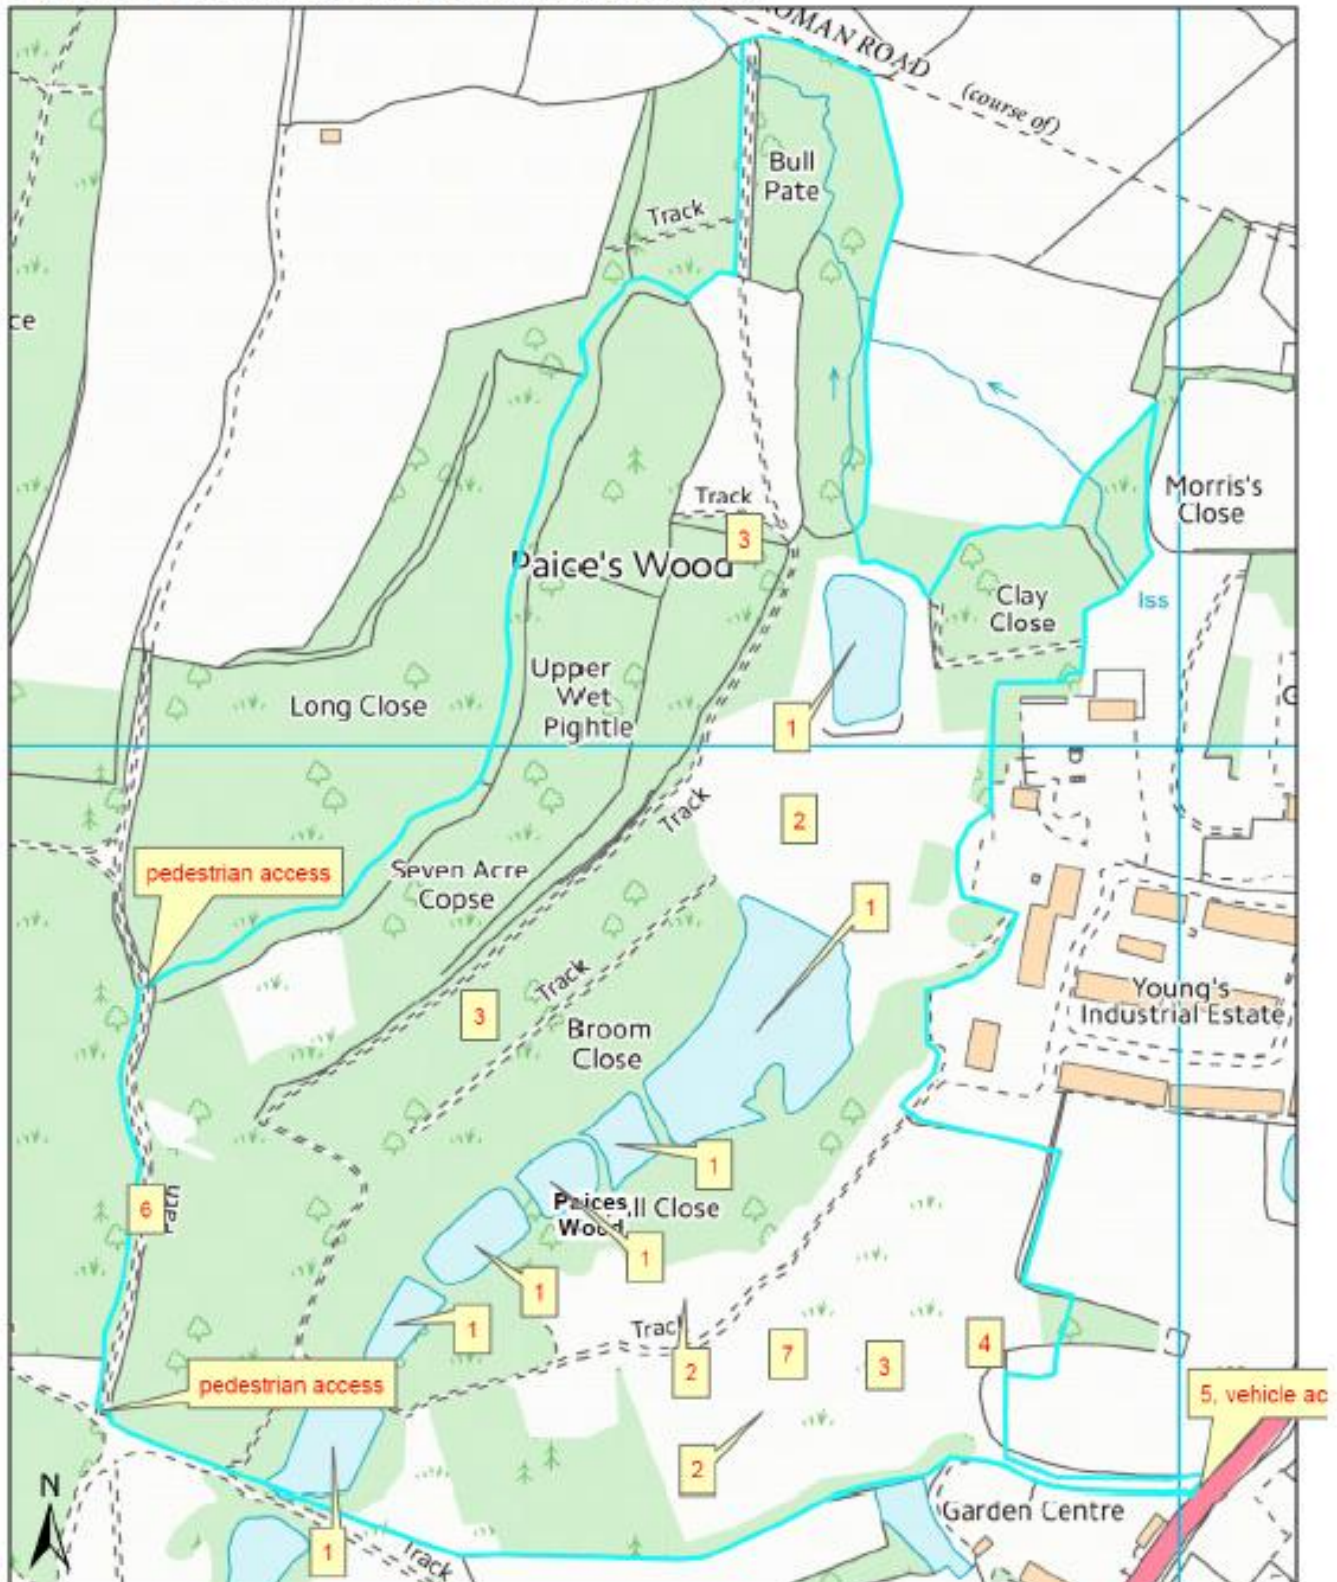 ROMAN ROAD
(course of)
Bull
Pate
Track
ce
Morris's
Close
Track
3
Paice's Wood
Clay
Close
Iss
Upper
Wet
Pightle
Long Close
1
2
Track
pedestrian access
Seven Acre
Copse
1
Track
3
Broom
Close
Young's
Industrial Estate
1
6
Paices
Wood
ll Close
1
1
1
Trac
2
7
3
4
pedestrian access
5, vehicle ac
2
N
Garden Centre
1
Track